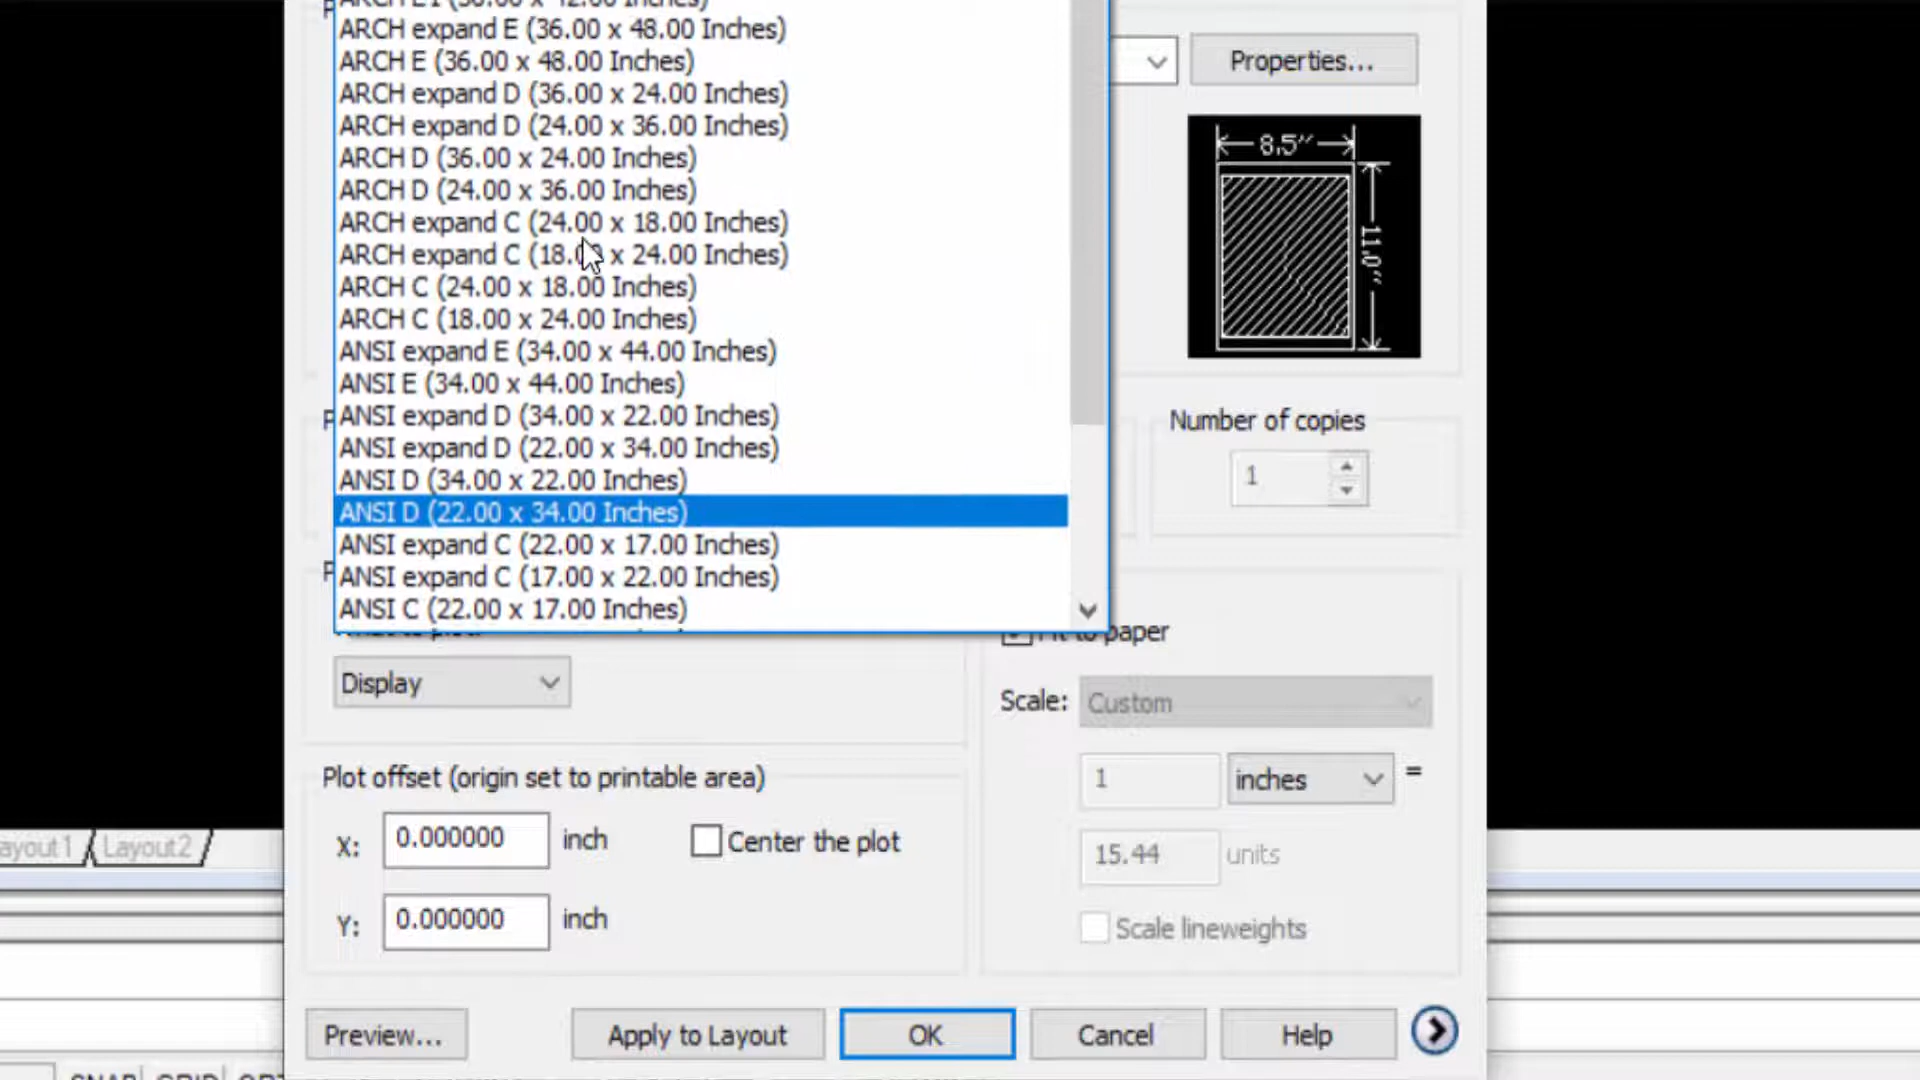 ARCH expand E (36.00 x 48.00 Inches)
ARCH E (36.00 x 48.00 Inches)
ARCH expand D (36.00 x 24.00 Inches)
ARCH expand D (24.00 x 36.00 Inches)
ARCH D (36.00 x 24.00 Inches)
ARCH D (24.00 x 36.00 Inches)
ARCH expand C (24.00 x 18.00 Inches)
ARCH expand C (18.00 x 24.00 Inches)
ARCH C (24.00 x 18.00 Inches)
ARCH C (18.00 x 24.00 Inches)
ANSI expand E (34.00 x 44.00 Inches)
ANSI E (34.00 x 44.00 Inches)
ANSI expand D (34.00 x 22.00 Inches)
ANSI expand D (22.00 x 34.00 Inches)
ANSI D (34.00 x 22.00 Inches)
ANSI D (22.00 x 34.00 Inches)
ANSI expand C (22.00 x 17.00 Inches)
ANSI expand C (17.00 x 22.00 Inches)
ANSI C (22.00 x 17.00 Inches)
Properties...
8.5''
11.0''
Number of copies
1
paper
Display
Scale:
Custom
1
inches
=
15.44
units
Scale lineweights
Plot offset (origin set to printable area)
X:
0.000000
inch
Center the plot
Y:
0.000000
inch
ayout1
Layout2
Preview...
Apply to Layout
OK
Cancel
Help